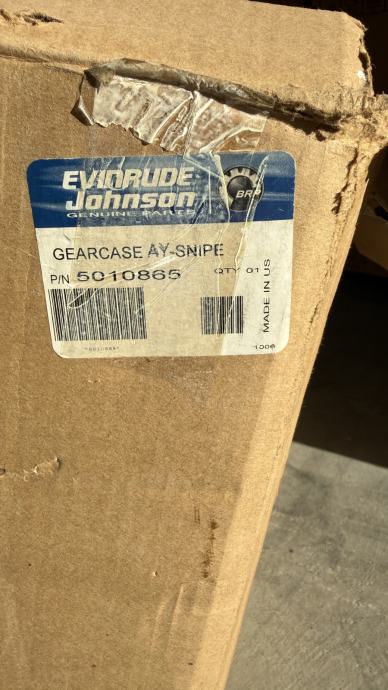 EVINRUDE
Johnson
GENUINE PARTS
BRP
GEARCASE AY-SNIPE
P/N 5010865
QTY 01
MADE IN US
1006